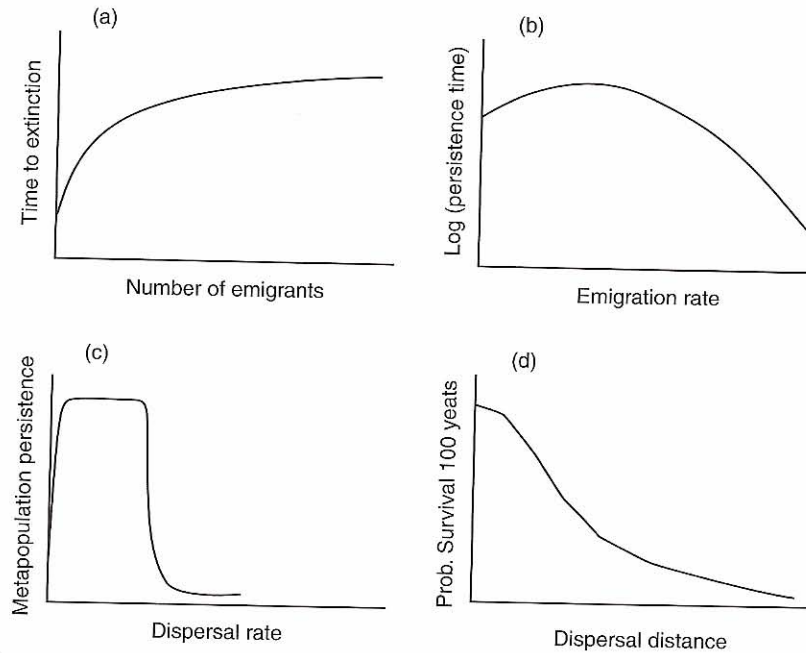 (a)
Time to extinction
Number of emigrants
(b)
Log (persistence time)
Emigration rate
(c)
Metapopulation persistence
Dispersal rate
(d)
Prob. Survival 100 yeats
Dispersal distance